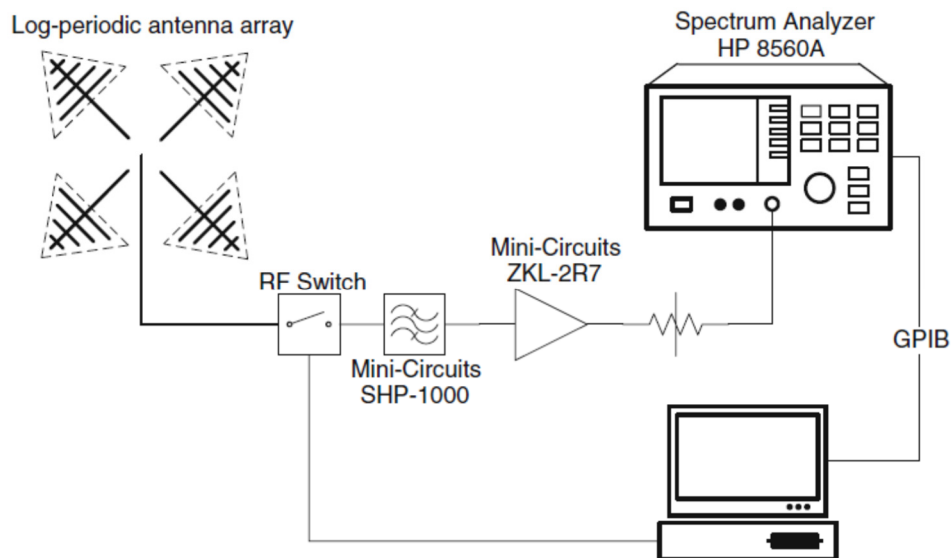 Log-periodic antenna array
Spectrum Analyzer
HP 8560A
Mini-Circuits
ZKL-2R7
RF Switch
Mini-Circuits
SHP-1000
GPIB